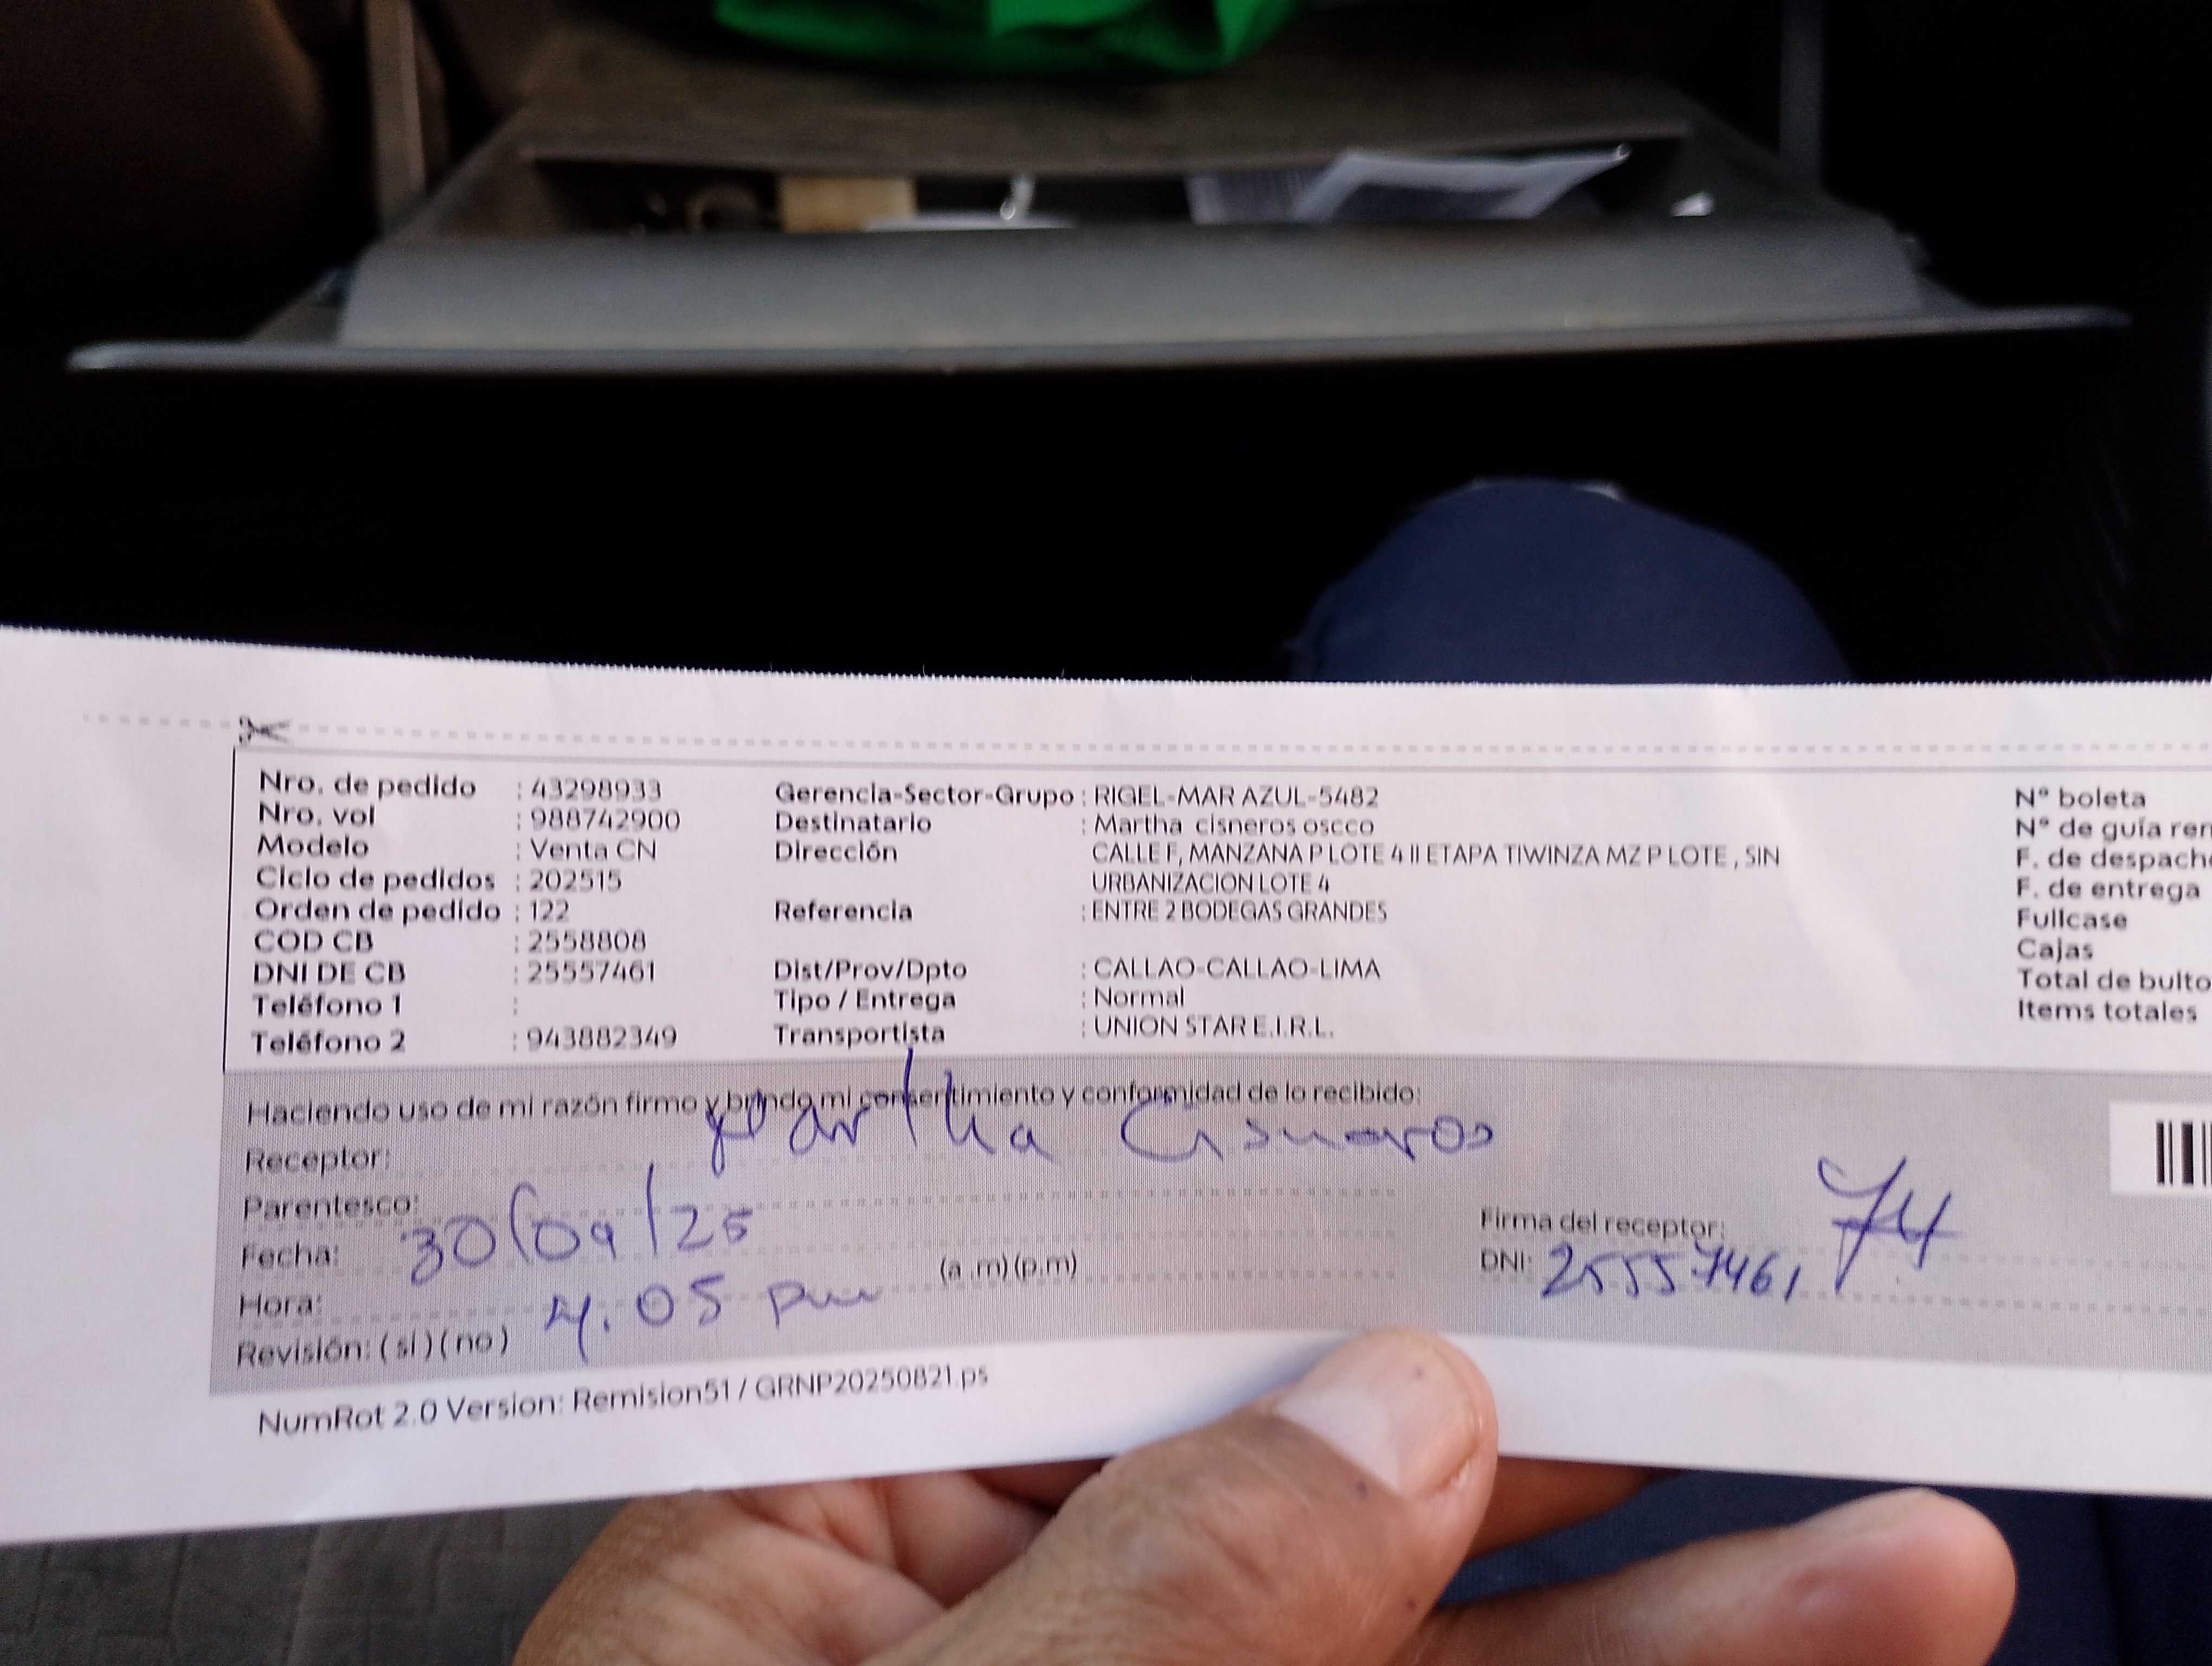 Nro. de pedido : 43298933
Nro. vol : 988742900
Modelo : Venta CN
Ciclo de pedidos : 202515
Orden de pedido : 122
COD CB : 2558808
DNI DE CB : 25557461
Teléfono 1 :
Teléfono 2 : 943882349
Gerencia-Sector-Grupo : RIGEL-MAR AZUL-5482
Destinatario : Martha cisneros oscco
Dirección CALLE F, MANZANA P LOTE 4 II ETAPA TIWINZA MZ P LOTE , SIN
URBANIZACION LOTE 4
Referencia : ENTRE 2 BODEGAS GRANDES
Dist/Prov/Dpto : CALLAO-CALLAO-LIMA
Tipo / Entrega : Normal
Transportista : UNION STAR E.I.R.L.
N° boleta
N° de guía
F. de
F. de entrega
Fullcase
Cajas
Total de
Items totales
Haciendo uso de mi razón firmo y brindo mi consentimiento y conformidad de lo recibido:
Receptor: Martha Cisneros
Parentesco:
Fecha: 30/09/25
Hora: 4.05 pm (a .m) (p.m)
Revisión: ( si ) ( no )
Firma del receptor:
DNI: 25557461
NumRot 2.0 Version: Remision51 / GRNP20250821.ps